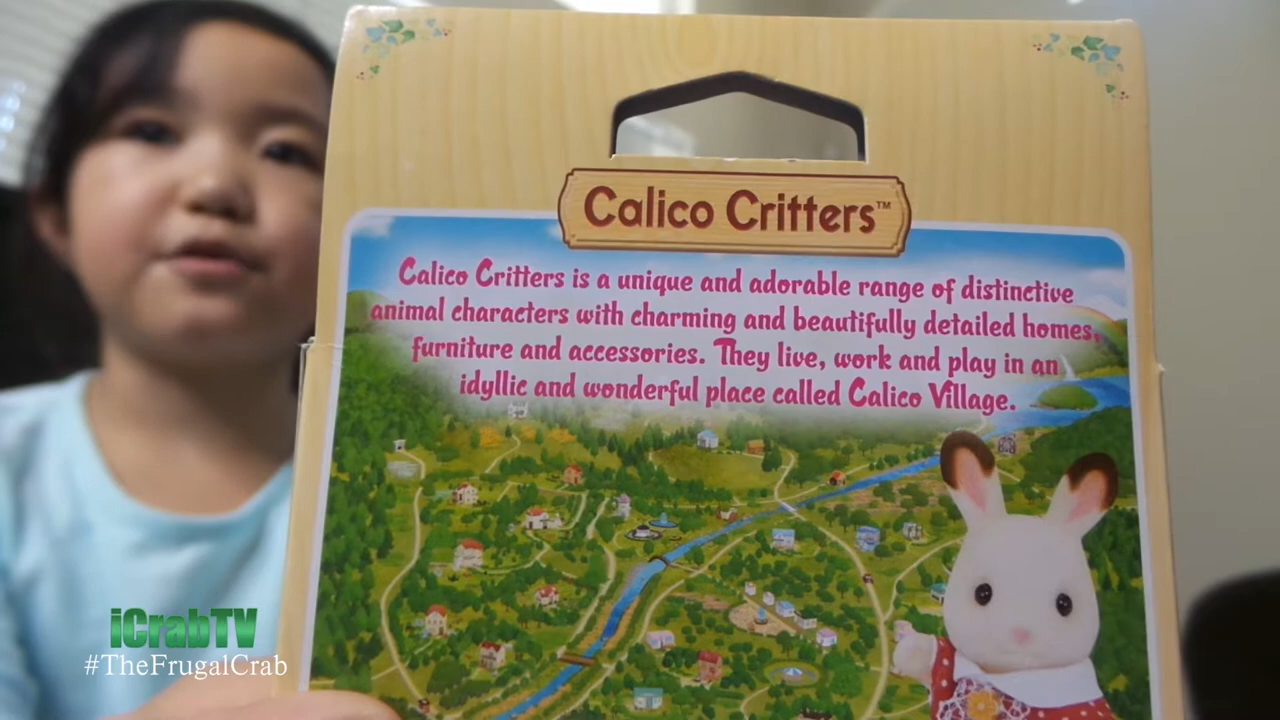 Calico Critters™
Calico Critters is a unique and adorable range of distinctive
animal characters with charming and beautifully detailed homes,
furniture and accessories. They live, work and play in an
idyllic and wonderful place called Calico Village.
iCrabTV
#TheFrugalCrab